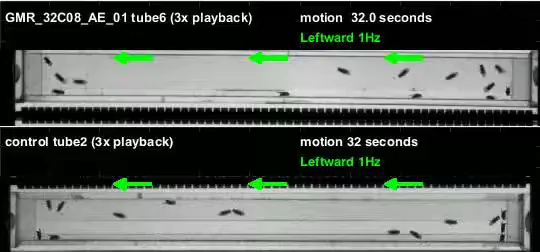 GMR_32C08_AE_01 tube6 (3x playback) motion 32.0 seconds
Leftward 1Hz
control tube2 (3x playback) motion 32 seconds
Leftward 1Hz